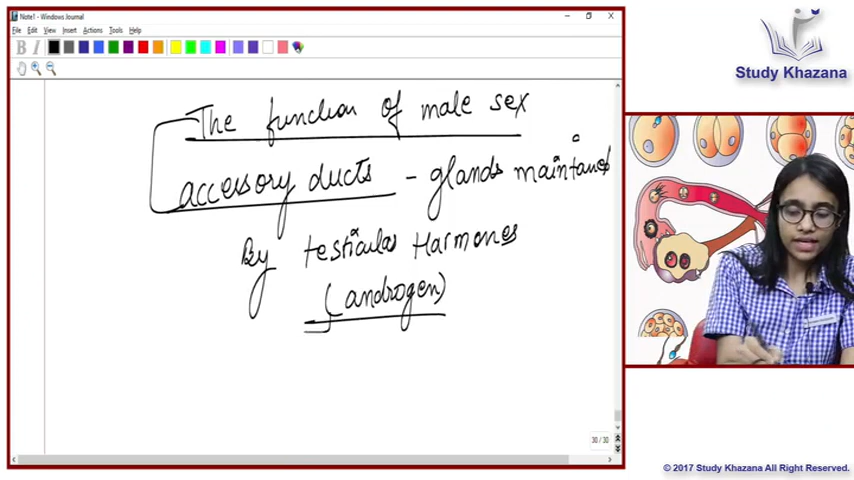 Note1 - Windows Journal
File Edit View Insert Actions Tools Help
B I
The function of male sex
accessory ducts - glands maintained
By Testicular Harmones
(androgen)
30 / 30
Study Khazana
© 2017 Study Khazana All Right Reserved.